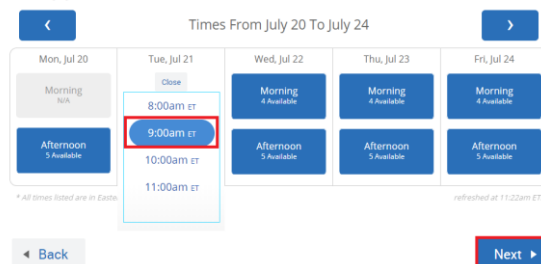 Times From July 20 To July 24
Mon, Jul 20
Tue, Jul 21
Wed, Jul 22
Thu, Jul 23
Fri, Jul 24
Morning
N/A
Close
Morning
4 Available
Morning
4 Available
Morning
4 Available
8:00am ET
9:00am ET
10:00am ET
11:00am ET
Afternoon
5 Available
Afternoon
5 Available
Afternoon
5 Available
Afternoon
5 Available
* All times listed are in Easte
refreshed at 11:22am ET
Back
Next